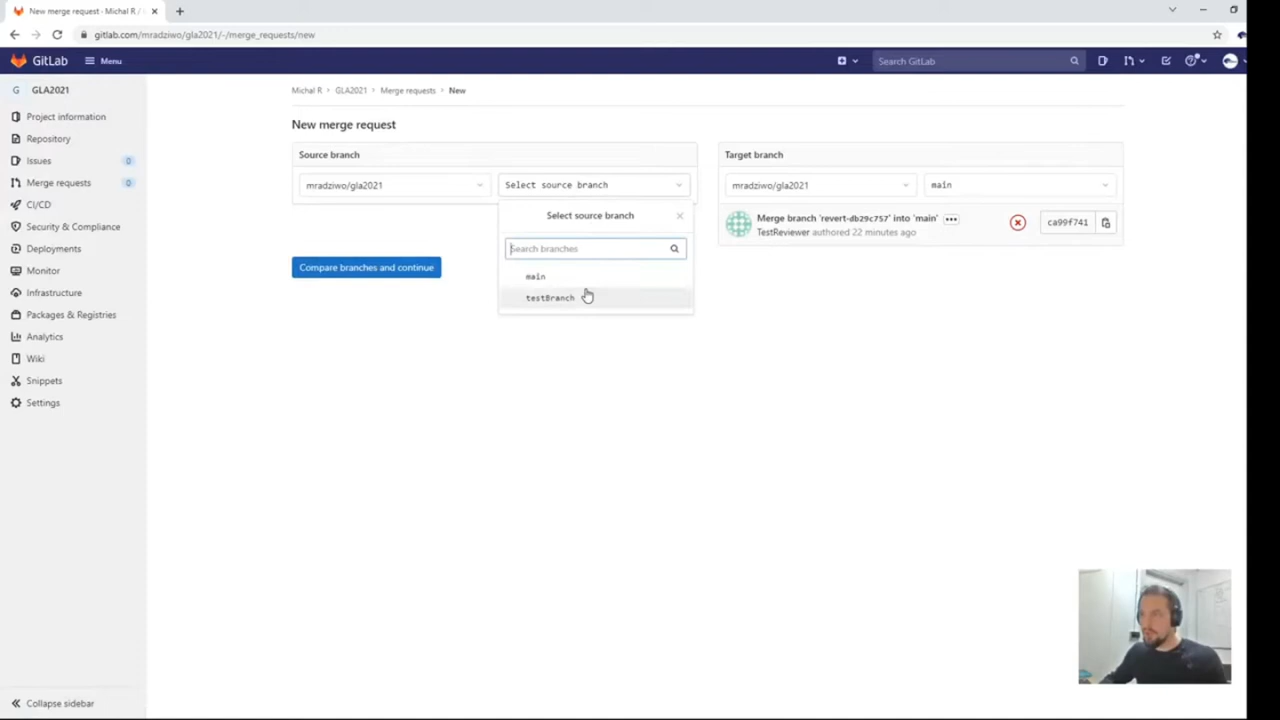 New merge request - Michal R / 
gitlab.com/mradziwo/gla2021/-/merge_requests/new
GitLab
Menu
Search GitLab
G GLA2021
Project information
Repository
Issues 0
Merge requests 0
CI/CD
Security & Compliance
Deployments
Monitor
Infrastructure
Packages & Registries
Analytics
Wiki
Snippets
Settings
Collapse sidebar
Michal R > GLA2021 > Merge requests > New
New merge request
Source branch
mradziwo/gla2021
Select source branch
Select source branch
Search branches
main
testBranch
Compare branches and continue
Target branch
mradziwo/gla2021
main
Merge branch 'revert-db29c757' into 'main'
TestReviewer authored 22 minutes ago
ca99f741